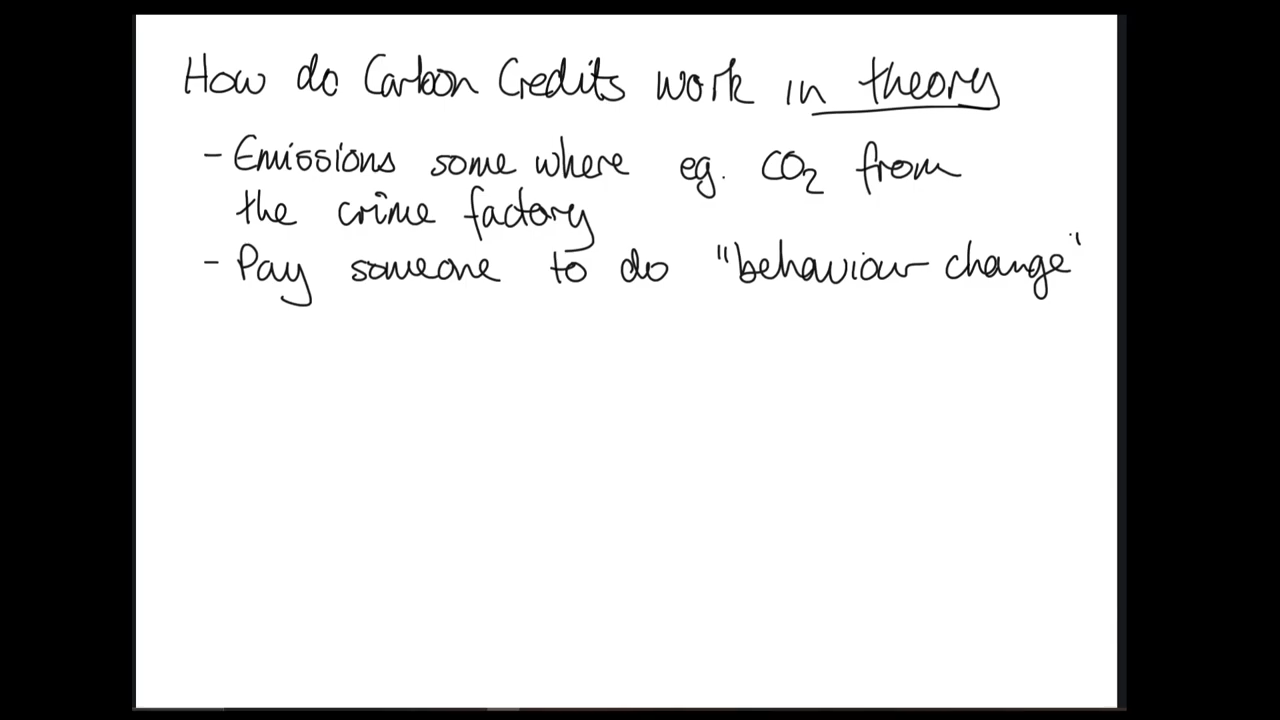 How do Carbon Credits work in theory
- Emissions some where eg. CO₂ from
the crime factory
- Pay someone to do "behaviour change"